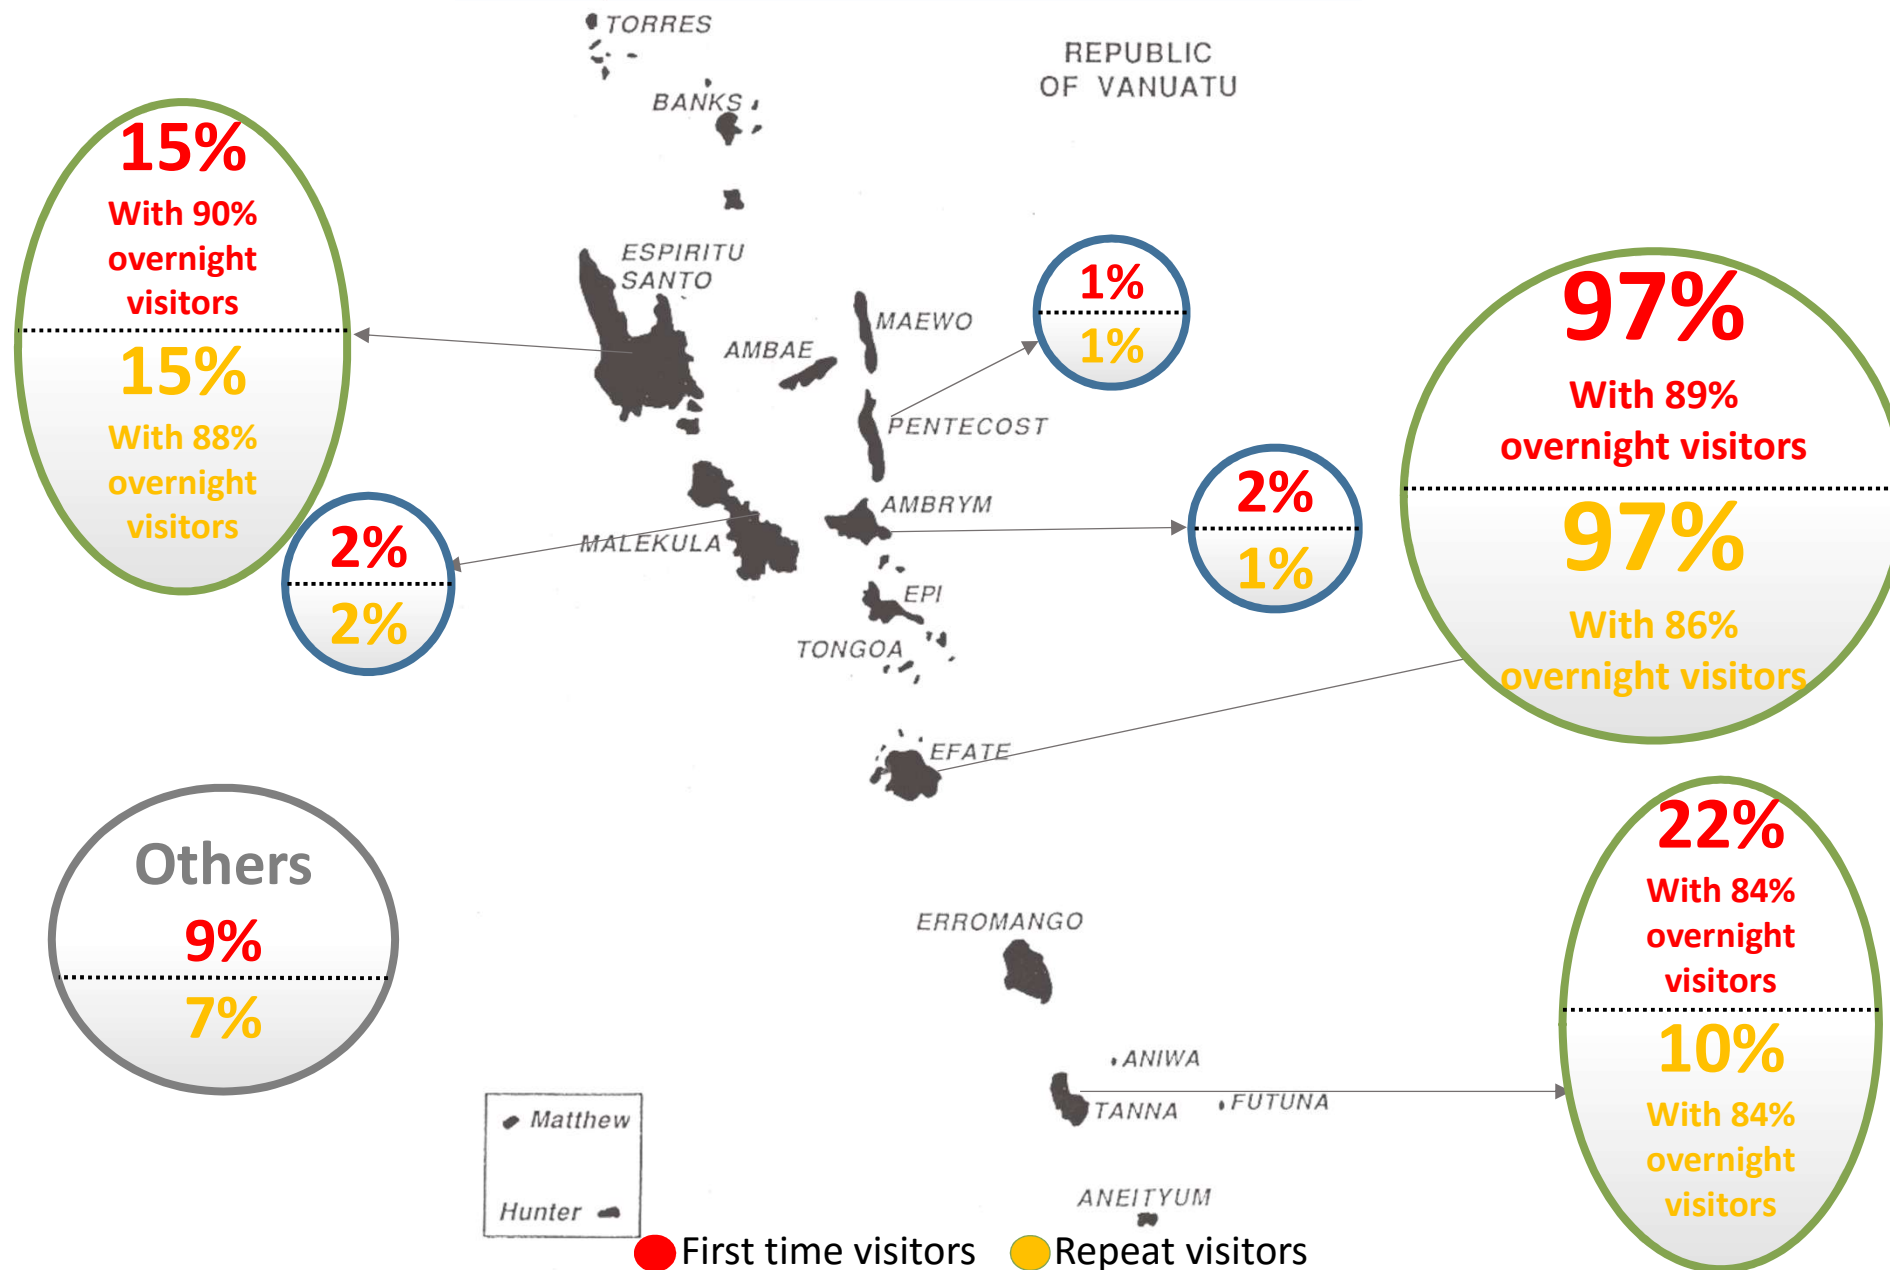 TORRES
REPUBLIC
OF VANUATU
BANKS
15%
With 90%
overnight
visitors
15%
With 88%
overnight
visitors
ESPIRITU
SANTO
MAEWO
AMBAE
PENTECOST
1%
1%
97%
With 89%
overnight visitors
97%
With 86%
overnight visitors
AMBRYM
2%
1%
MALEKULA
2%
2%
EPI
TONGOA
EFATE
Others
9%
7%
ERROMANGO
22%
With 84%
overnight
visitors
10%
With 84%
overnight
visitors
ANIWA
TANNA
FUTUNA
Matthew
Hunter
ANEITYUM
First time visitors
Repeat visitors